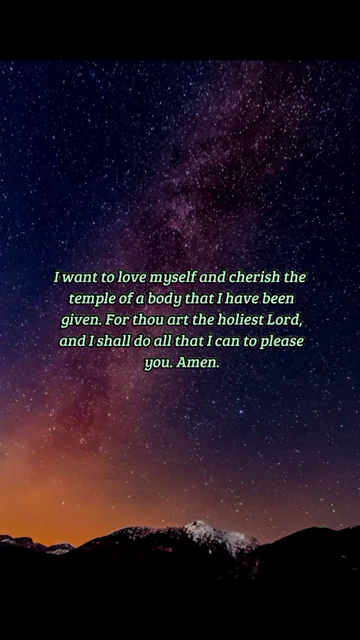 I want to love myself and cherish the
temple of a body that I have been
given. For thou art the holiest Lord,
and I shall do all that I can to please
you. Amen.